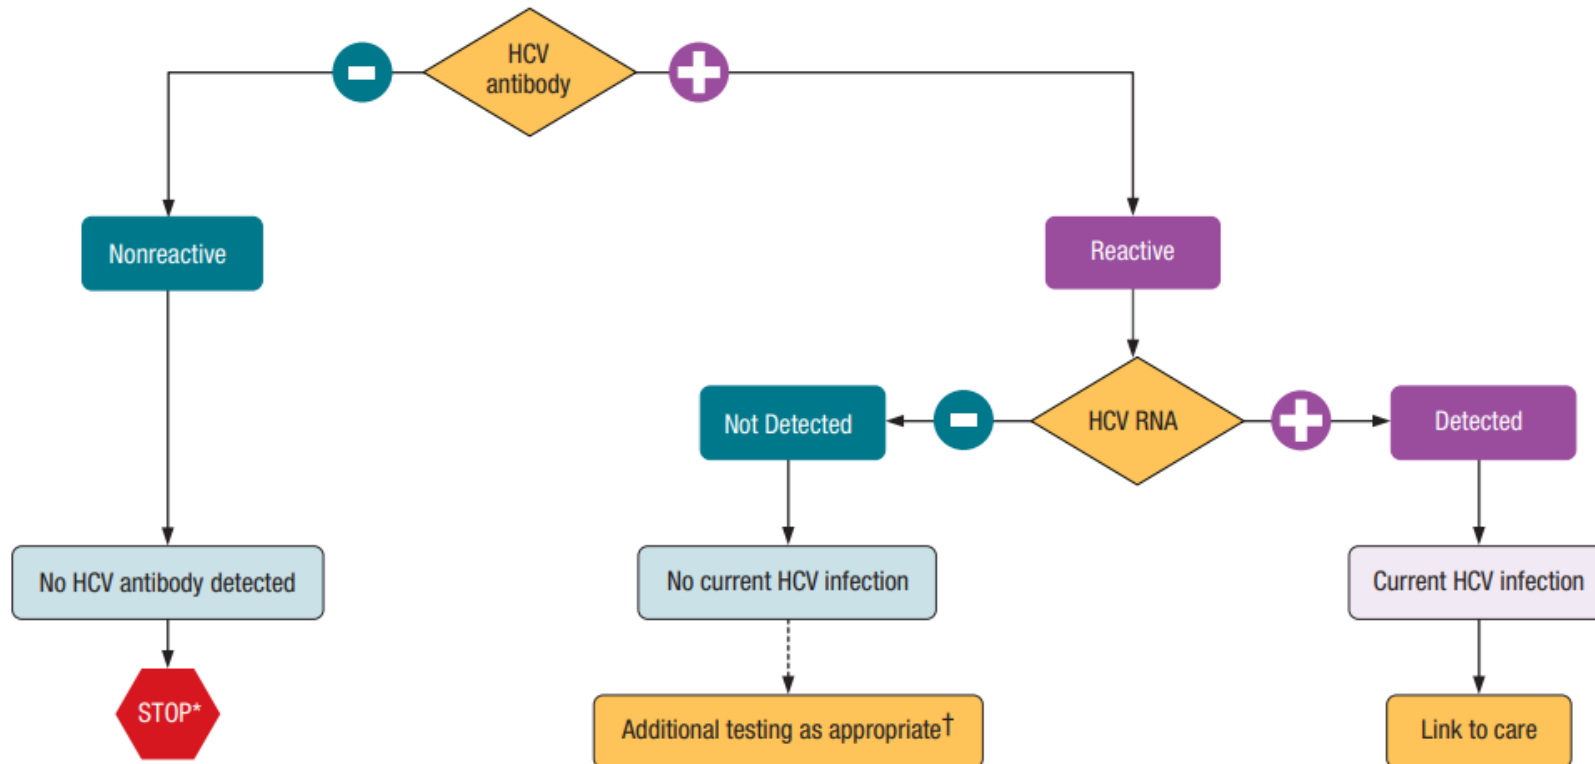 HCV
antibody
Nonreactive
Reactive
Not Detected
HCV RNA
Detected
No HCV antibody detected
No current HCV infection
Current HCV infection
STOP*
Additional testing as appropriate†
Link to care